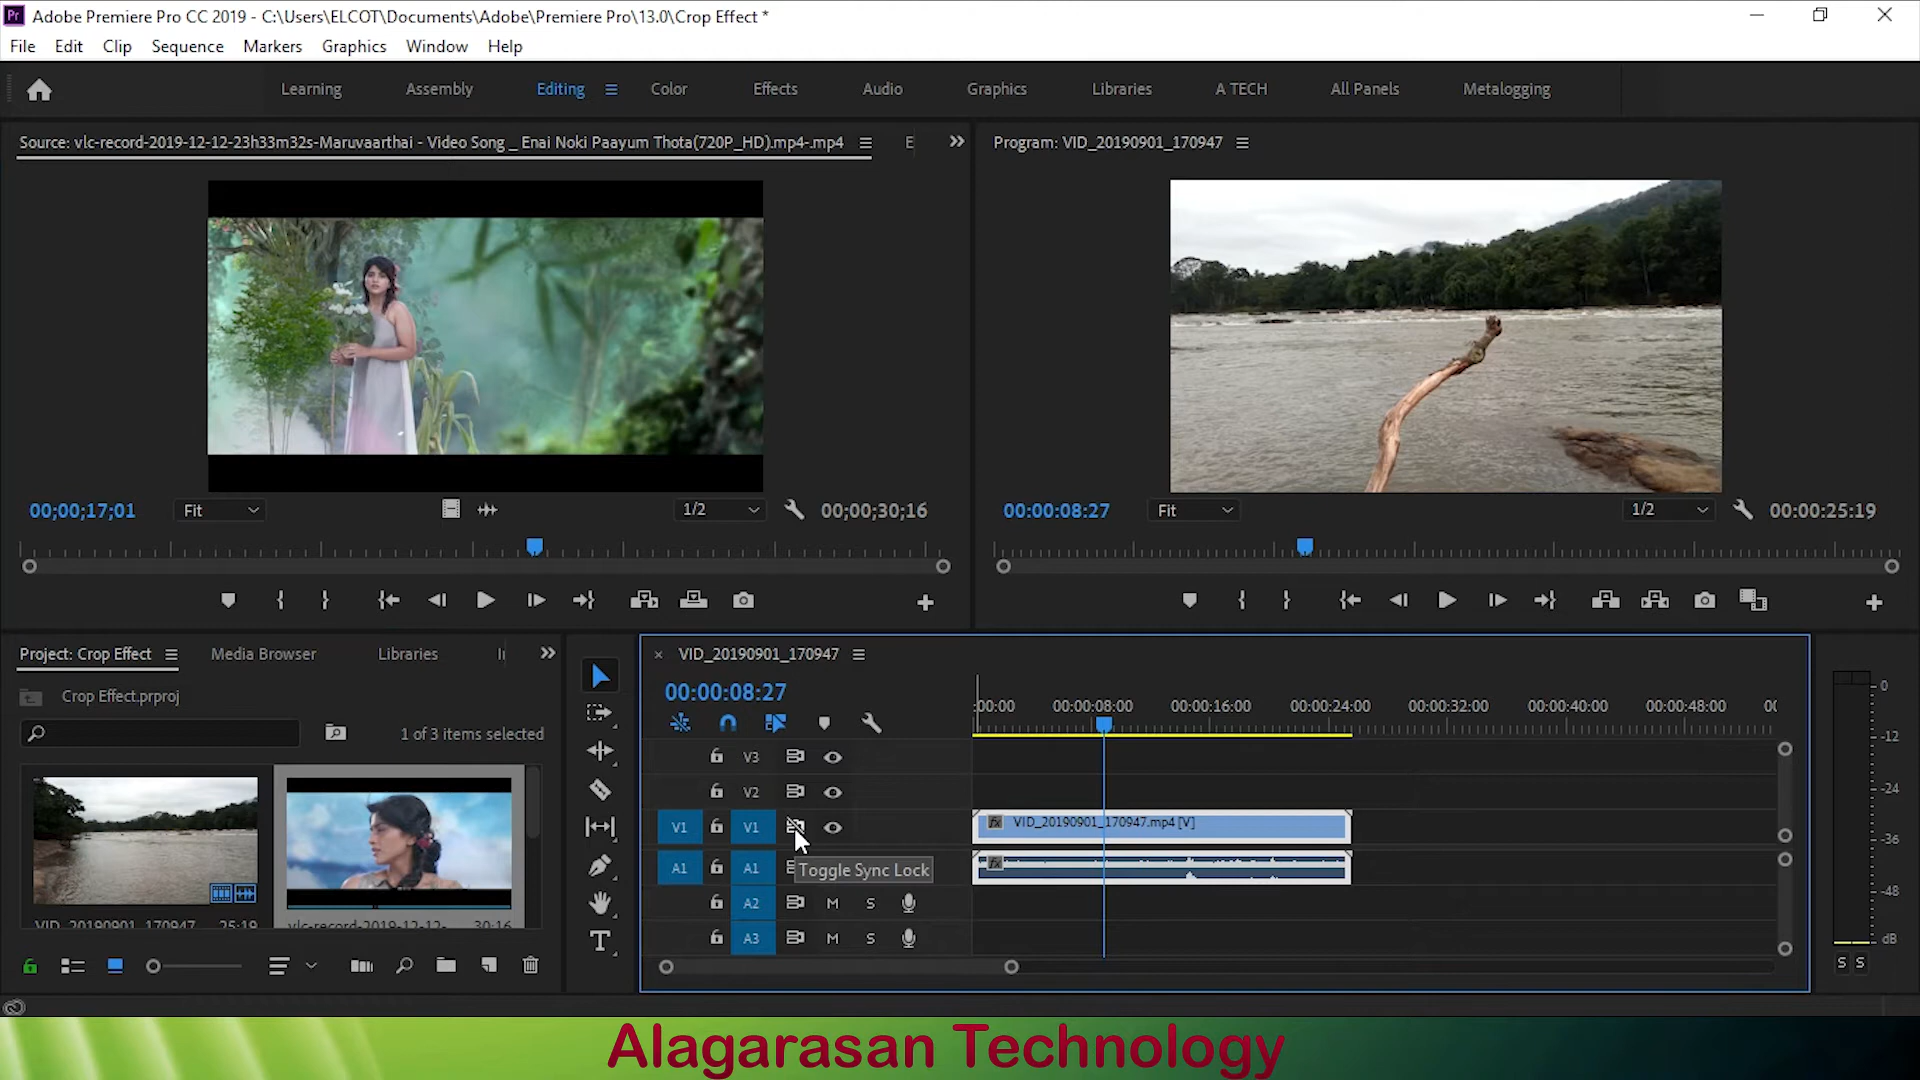 Adobe Premiere Pro CC 2019 - C:\Users\ELCOT\Documents\Adobe\Premiere Pro\13.0\Crop Effect *
File Edit Clip Sequence Markers Graphics Window Help
Learning Assembly Editing Color Effects Audio Graphics Libraries A TECH All Panels Metalogging
Source: vlc-record-2019-12-12-23h33m32s-Maruvaarthai - Video Song _ Enai Noki Paayum Thota(720P_HD).mp4-.mp4
Program: VID_20190901_170947
00;00;17;01 Fit 1/2 00;00;30;16
00:00:08:27 Fit 1/2 00:00:25:19
Project: Crop Effect Media Browser Libraries
VID_20190901_170947
Crop Effect.prproj
00:00:08:27
:00:00 00:00:08:00 00:00:16:00 00:00:24:00 00:00:32:00 00:00:40:00 00:00:48:00
1 of 3 items selected
V3
V2
V1 V1 VID_20190901_170947.mp4 [V]
A1 A1
Toggle Sync Lock
A2 M S
A3 M S
VID_20190901_170947 25:19
vlc-record-2019-12-12- 30:16
0
-12
-24
-36
-48
dB
S S
Alagarasan Technology